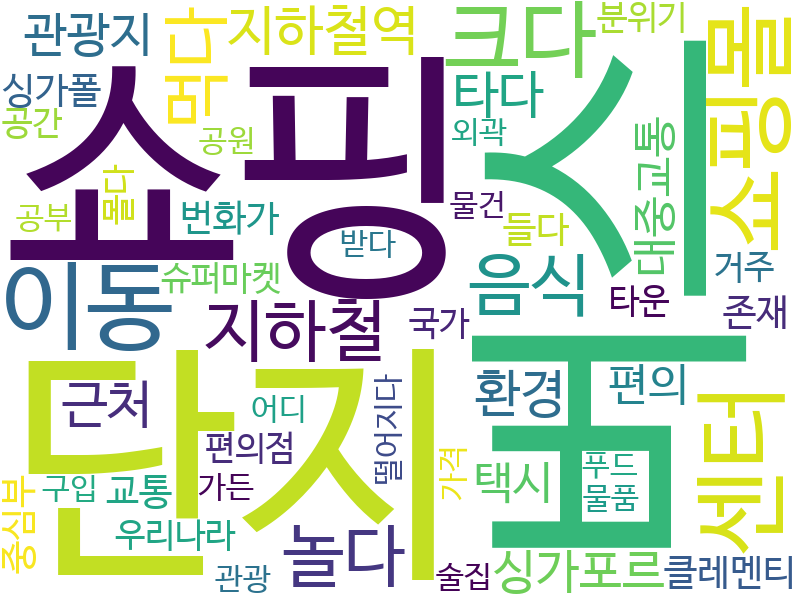 관광지
먹다
지하철역
크다
분위기
쇼핑몰
싱가폴
공간
쇼핑
버스
타다
외곽
대중교통
공원
몰다
공부
번화가
받다
물건
들다
이동
슈퍼마켓
음식
거주
타운
존재
지하철
국가
단지
근처
환경
편의
센터
어디
떨어지다
편의점
가격
택시
푸드
물품
중심부
구입
교통
가든
우리나라
놀다
관광
술집
싱가포르
클레멘티